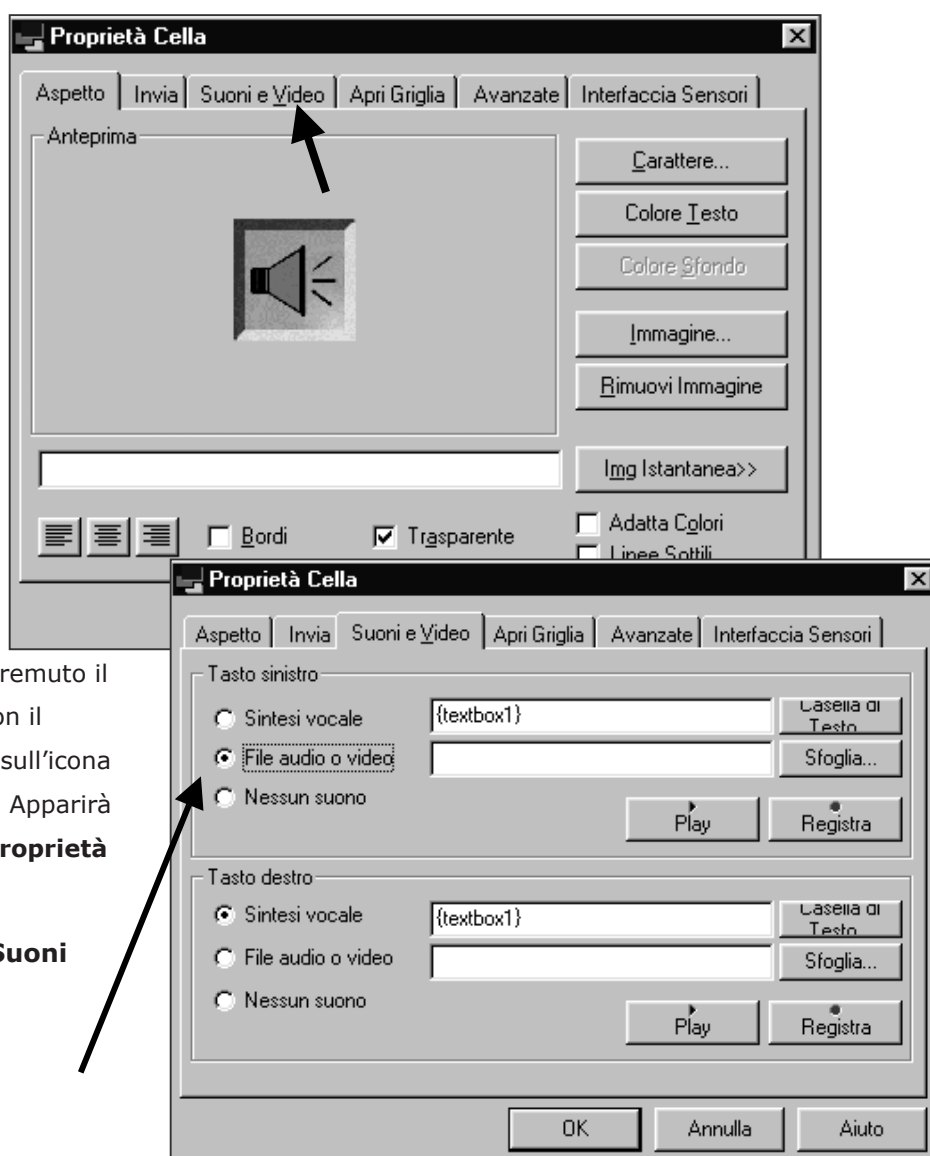 Proprietà Cella
Aspetto Invia Suoni e Video Apri Griglia Avanzate Interfaccia Sensori
Anteprima
Carattere...
Colore Testo
Colore Sfondo
Immagine...
Rimuovi Immagine
Img Istantanea>>
Bordi Trasparente Adatta Colori
Linee Sottili
Proprietà Cella
Aspetto Invia Suoni e Video Apri Griglia Avanzate Interfaccia Sensori
remuto il
on il
sull'icona
Apparirà
roprietà
Suoni
Tasto sinistro
Sintesi vocale {textbox1} Casella di
Testo
File audio o video Sfoglia...
Nessun suono
Play Registra
Tasto destro
Sintesi vocale {textbox1} Casella di
Testo
File audio o video Sfoglia...
Nessun suono
Play Registra
OK Annulla Aiuto